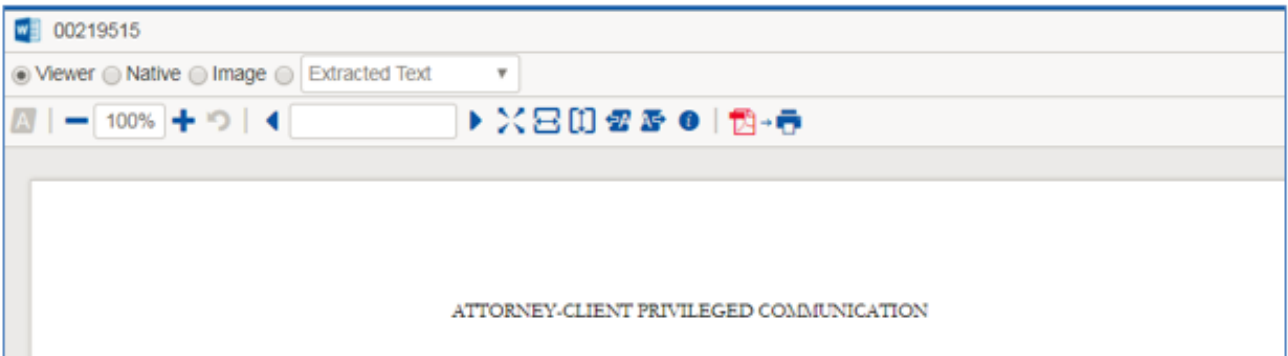 00219515
Viewer Native Image Extracted Text
A 100%
ATTORNEY-CLIENT PRIVILEGED COMMUNICATION